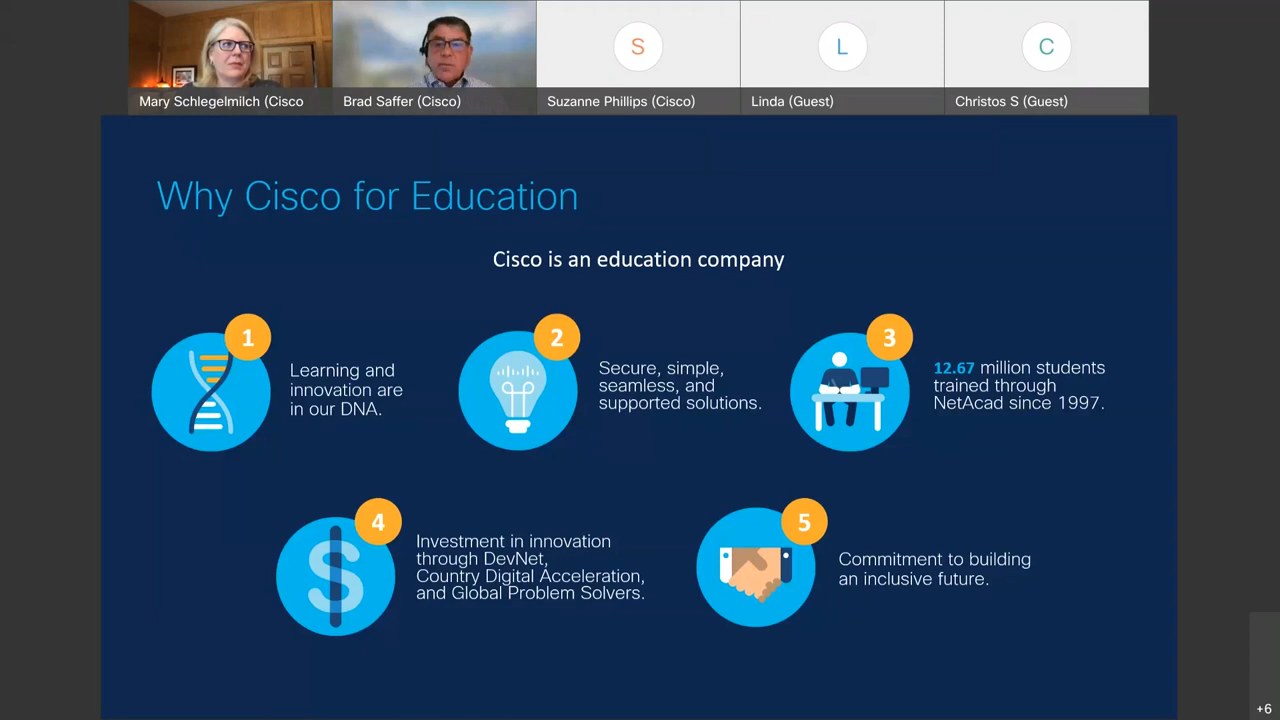 S
L
C
Mary Schlegelmilch (Cisco
Brad Saffer (Cisco)
Suzanne Phillips (Cisco)
Linda (Guest)
Christos S (Guest)
Why Cisco for Education
Cisco is an education company
1
Learning and
innovation are
in our DNA.
2
Secure, simple,
seamless, and
supported solutions.
3
12.67 million students
trained through
NetAcad since 1997.
4
Investment in innovation
through DevNet,
Country Digital Acceleration,
and Global Problem Solvers.
5
Commitment to building
an inclusive future.
+6